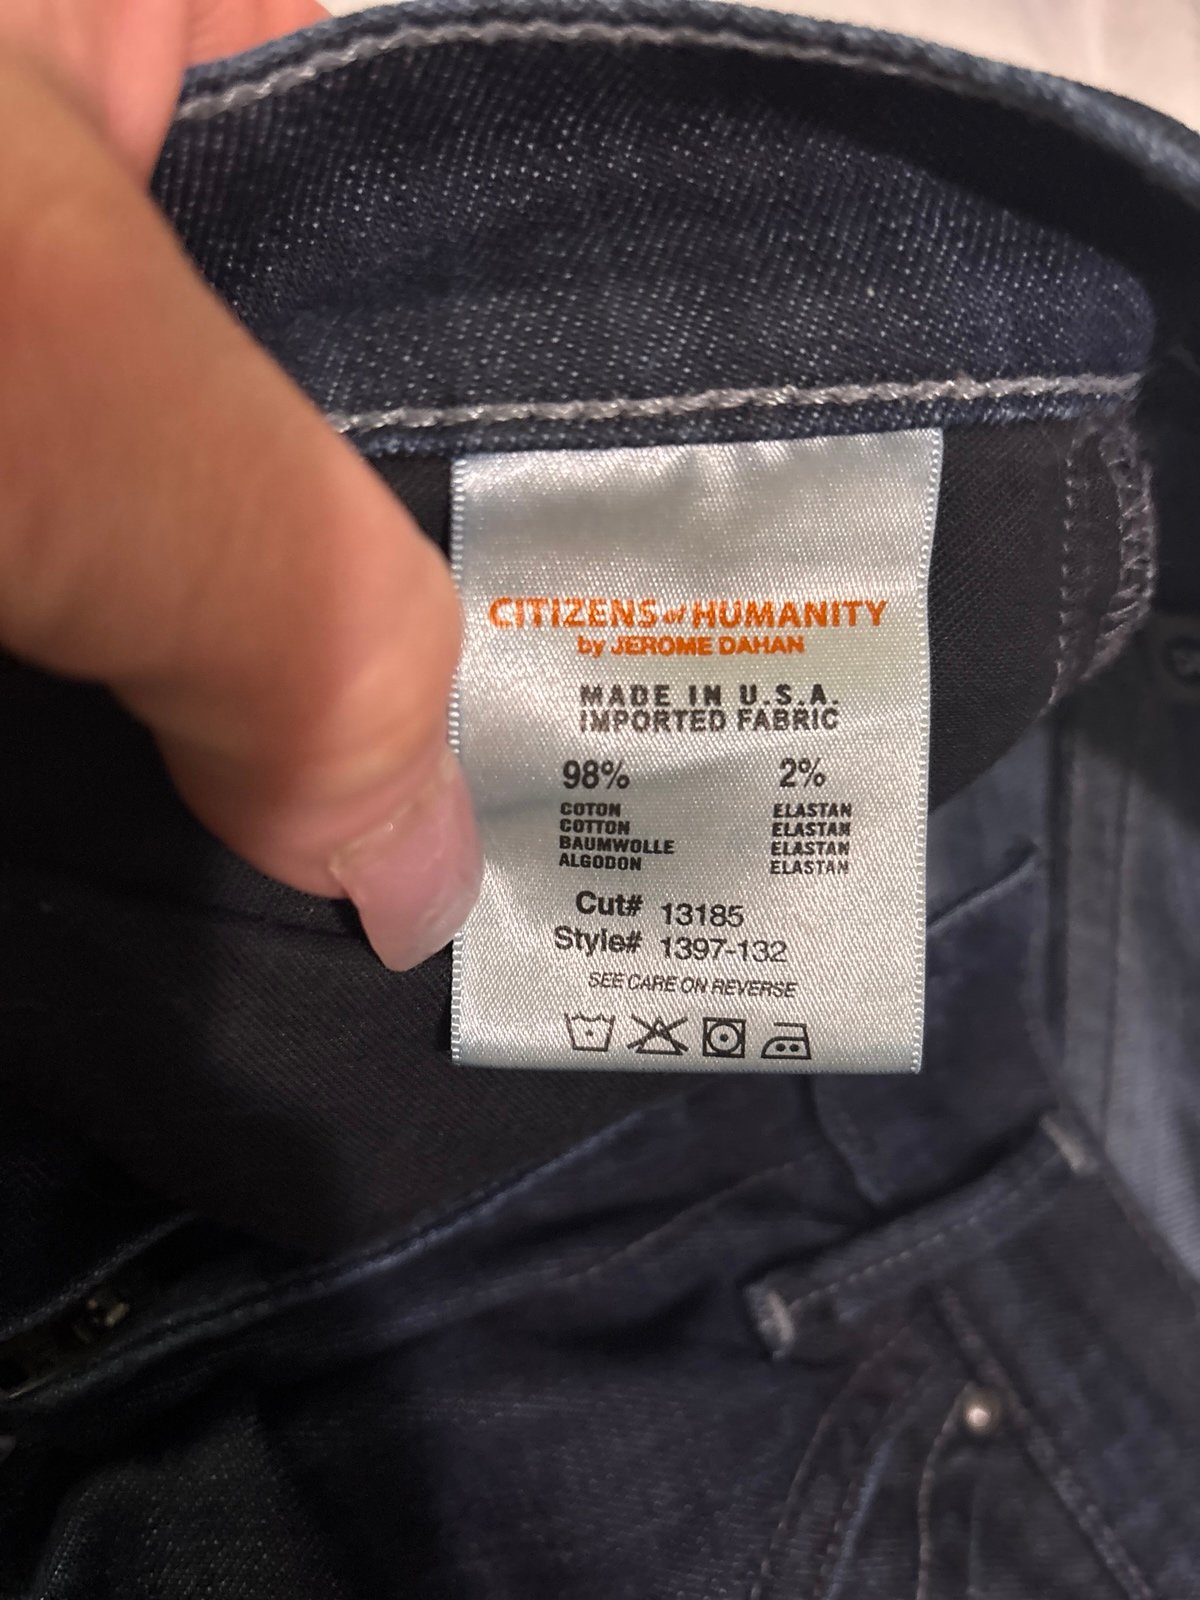 CITIZENS of HUMANITY
by JEROME DAHAN
MADE IN U.S.A.
IMPORTED FABRIC
98% 2%
COTON ELASTAN
COTTON ELASTAN
BAUMWOLLE ELASTAN
ALGODON ELASTAN
Cut# 13185
Style# 1397-132
SEE CARE ON REVERSE